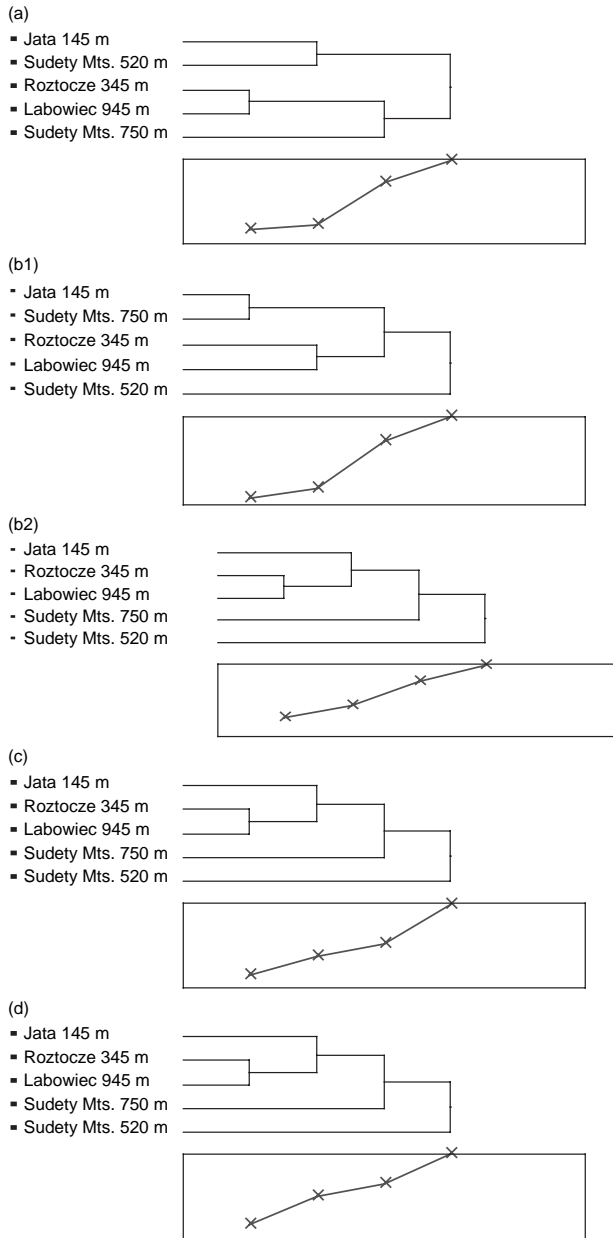 (a)
Jata 145 m
Sudety Mts. 520 m
Roztocze 345 m
Labowiec 945 m
Sudety Mts. 750 m
(b1)
Jata 145 m
Sudety Mts. 750 m
Roztocze 345 m
Labowiec 945 m
Sudety Mts. 520 m
(b2)
Jata 145 m
Roztocze 345 m
Labowiec 945 m
Sudety Mts. 750 m
Sudety Mts. 520 m
(c)
Jata 145 m
Roztocze 345 m
Labowiec 945 m
Sudety Mts. 750 m
Sudety Mts. 520 m
(d)
Jata 145 m
Roztocze 345 m
Labowiec 945 m
Sudety Mts. 750 m
Sudety Mts. 520 m